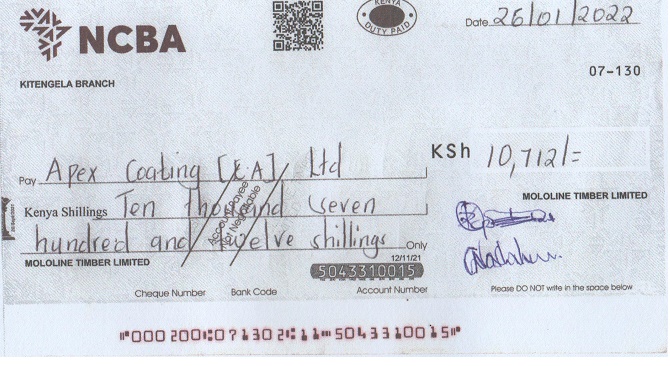 NCBA
KENYA
DUTY PAID
Date 26/01/2022
KITENGELA BRANCH
07-130
Pay Apex Coating [EA] Ltd
KSh 10,712/=
Kenya Shillings Ten thousand seven
hundred and twelve shillings Only
Account Payee
Not Negotiable
MOLOLINE TIMBER LIMITED
MOLOLINE TIMBER LIMITED
12/11/21
5043310015
Cheque Number Bank Code Account Number
Please DO NOT write in the space below
⑈000200⑆071302⑆11⑉5043310015⑈